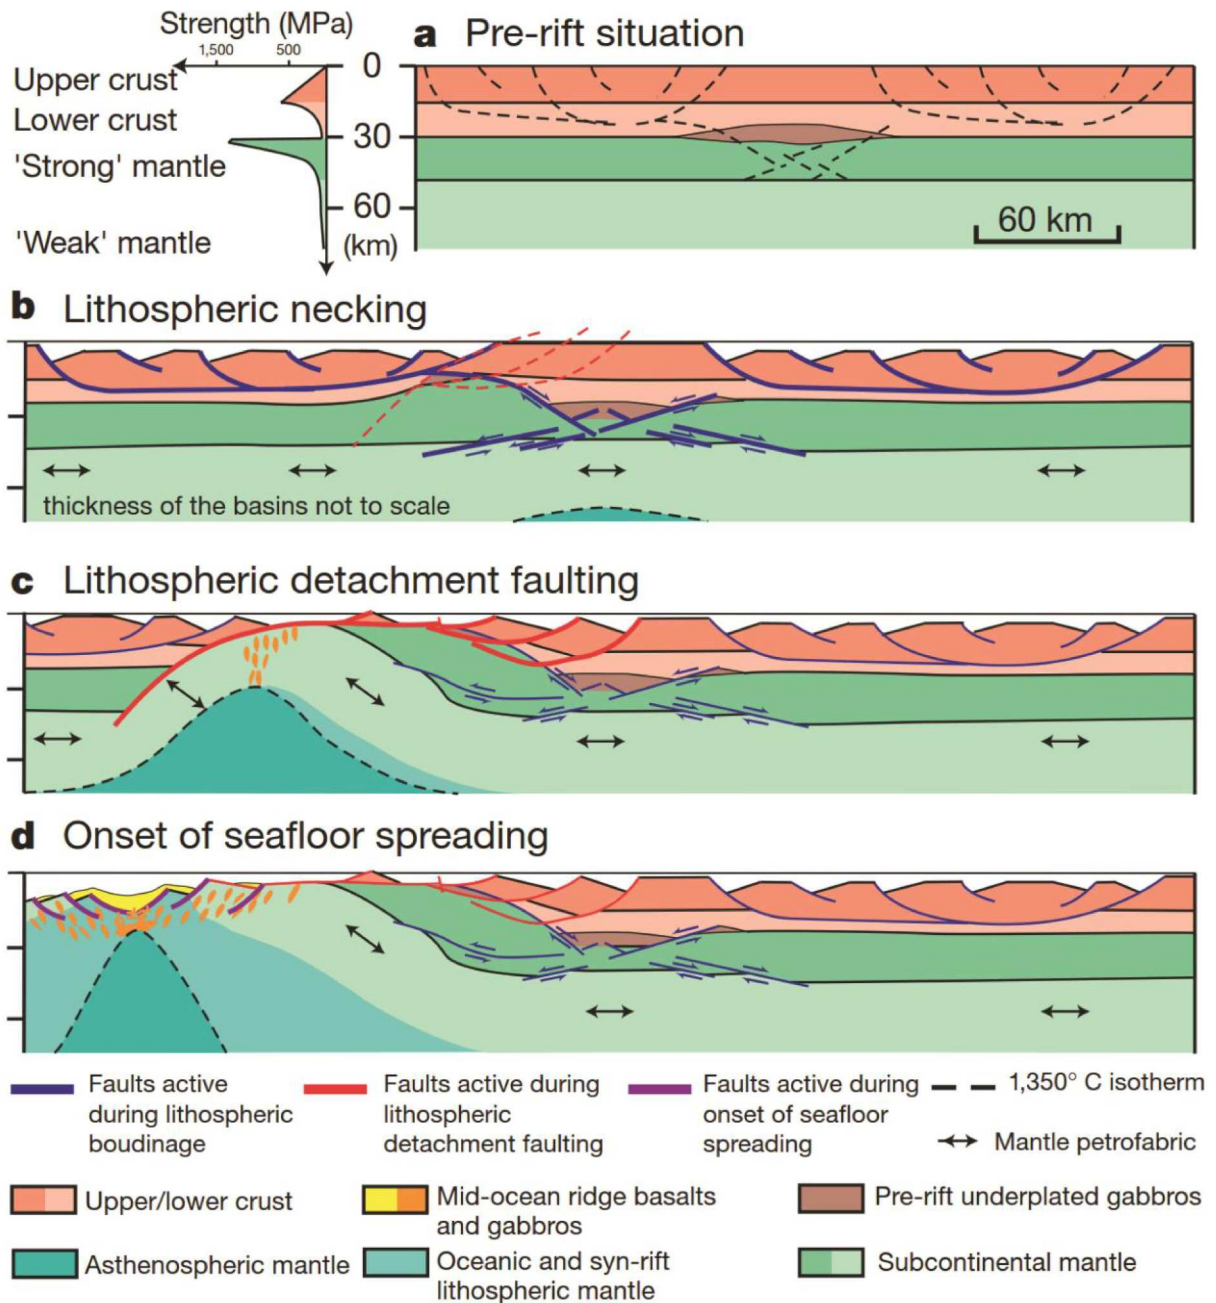 Strength (MPa)
1,500 500
Upper crust
Lower crust
'Strong' mantle
'Weak' mantle
0
30
60
(km)
a Pre-rift situation
60 km
b Lithospheric necking
thickness of the basins not to scale
c Lithospheric detachment faulting
d Onset of seafloor spreading
Faults active
during lithospheric
boudinage
Faults active during
lithospheric
detachment faulting
Faults active during
onset of seafloor
spreading
1,350° C isotherm
Mantle petrofabric
Upper/lower crust
Mid-ocean ridge basalts
and gabbros
Pre-rift underplated gabbros
Asthenospheric mantle
Oceanic and syn-rift
lithospheric mantle
Subcontinental mantle